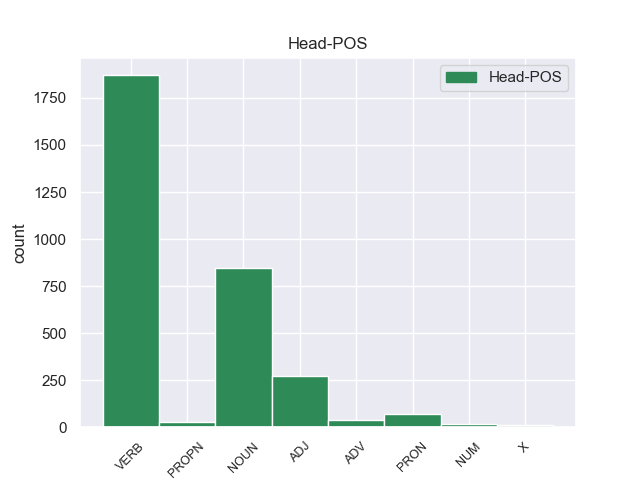 Head-POS
Head-POS
count
1750
1500
1250
1000
750
500
250
0
VERB
PROPN
NOUN
ADJ
ADV
PRON
NUM
X